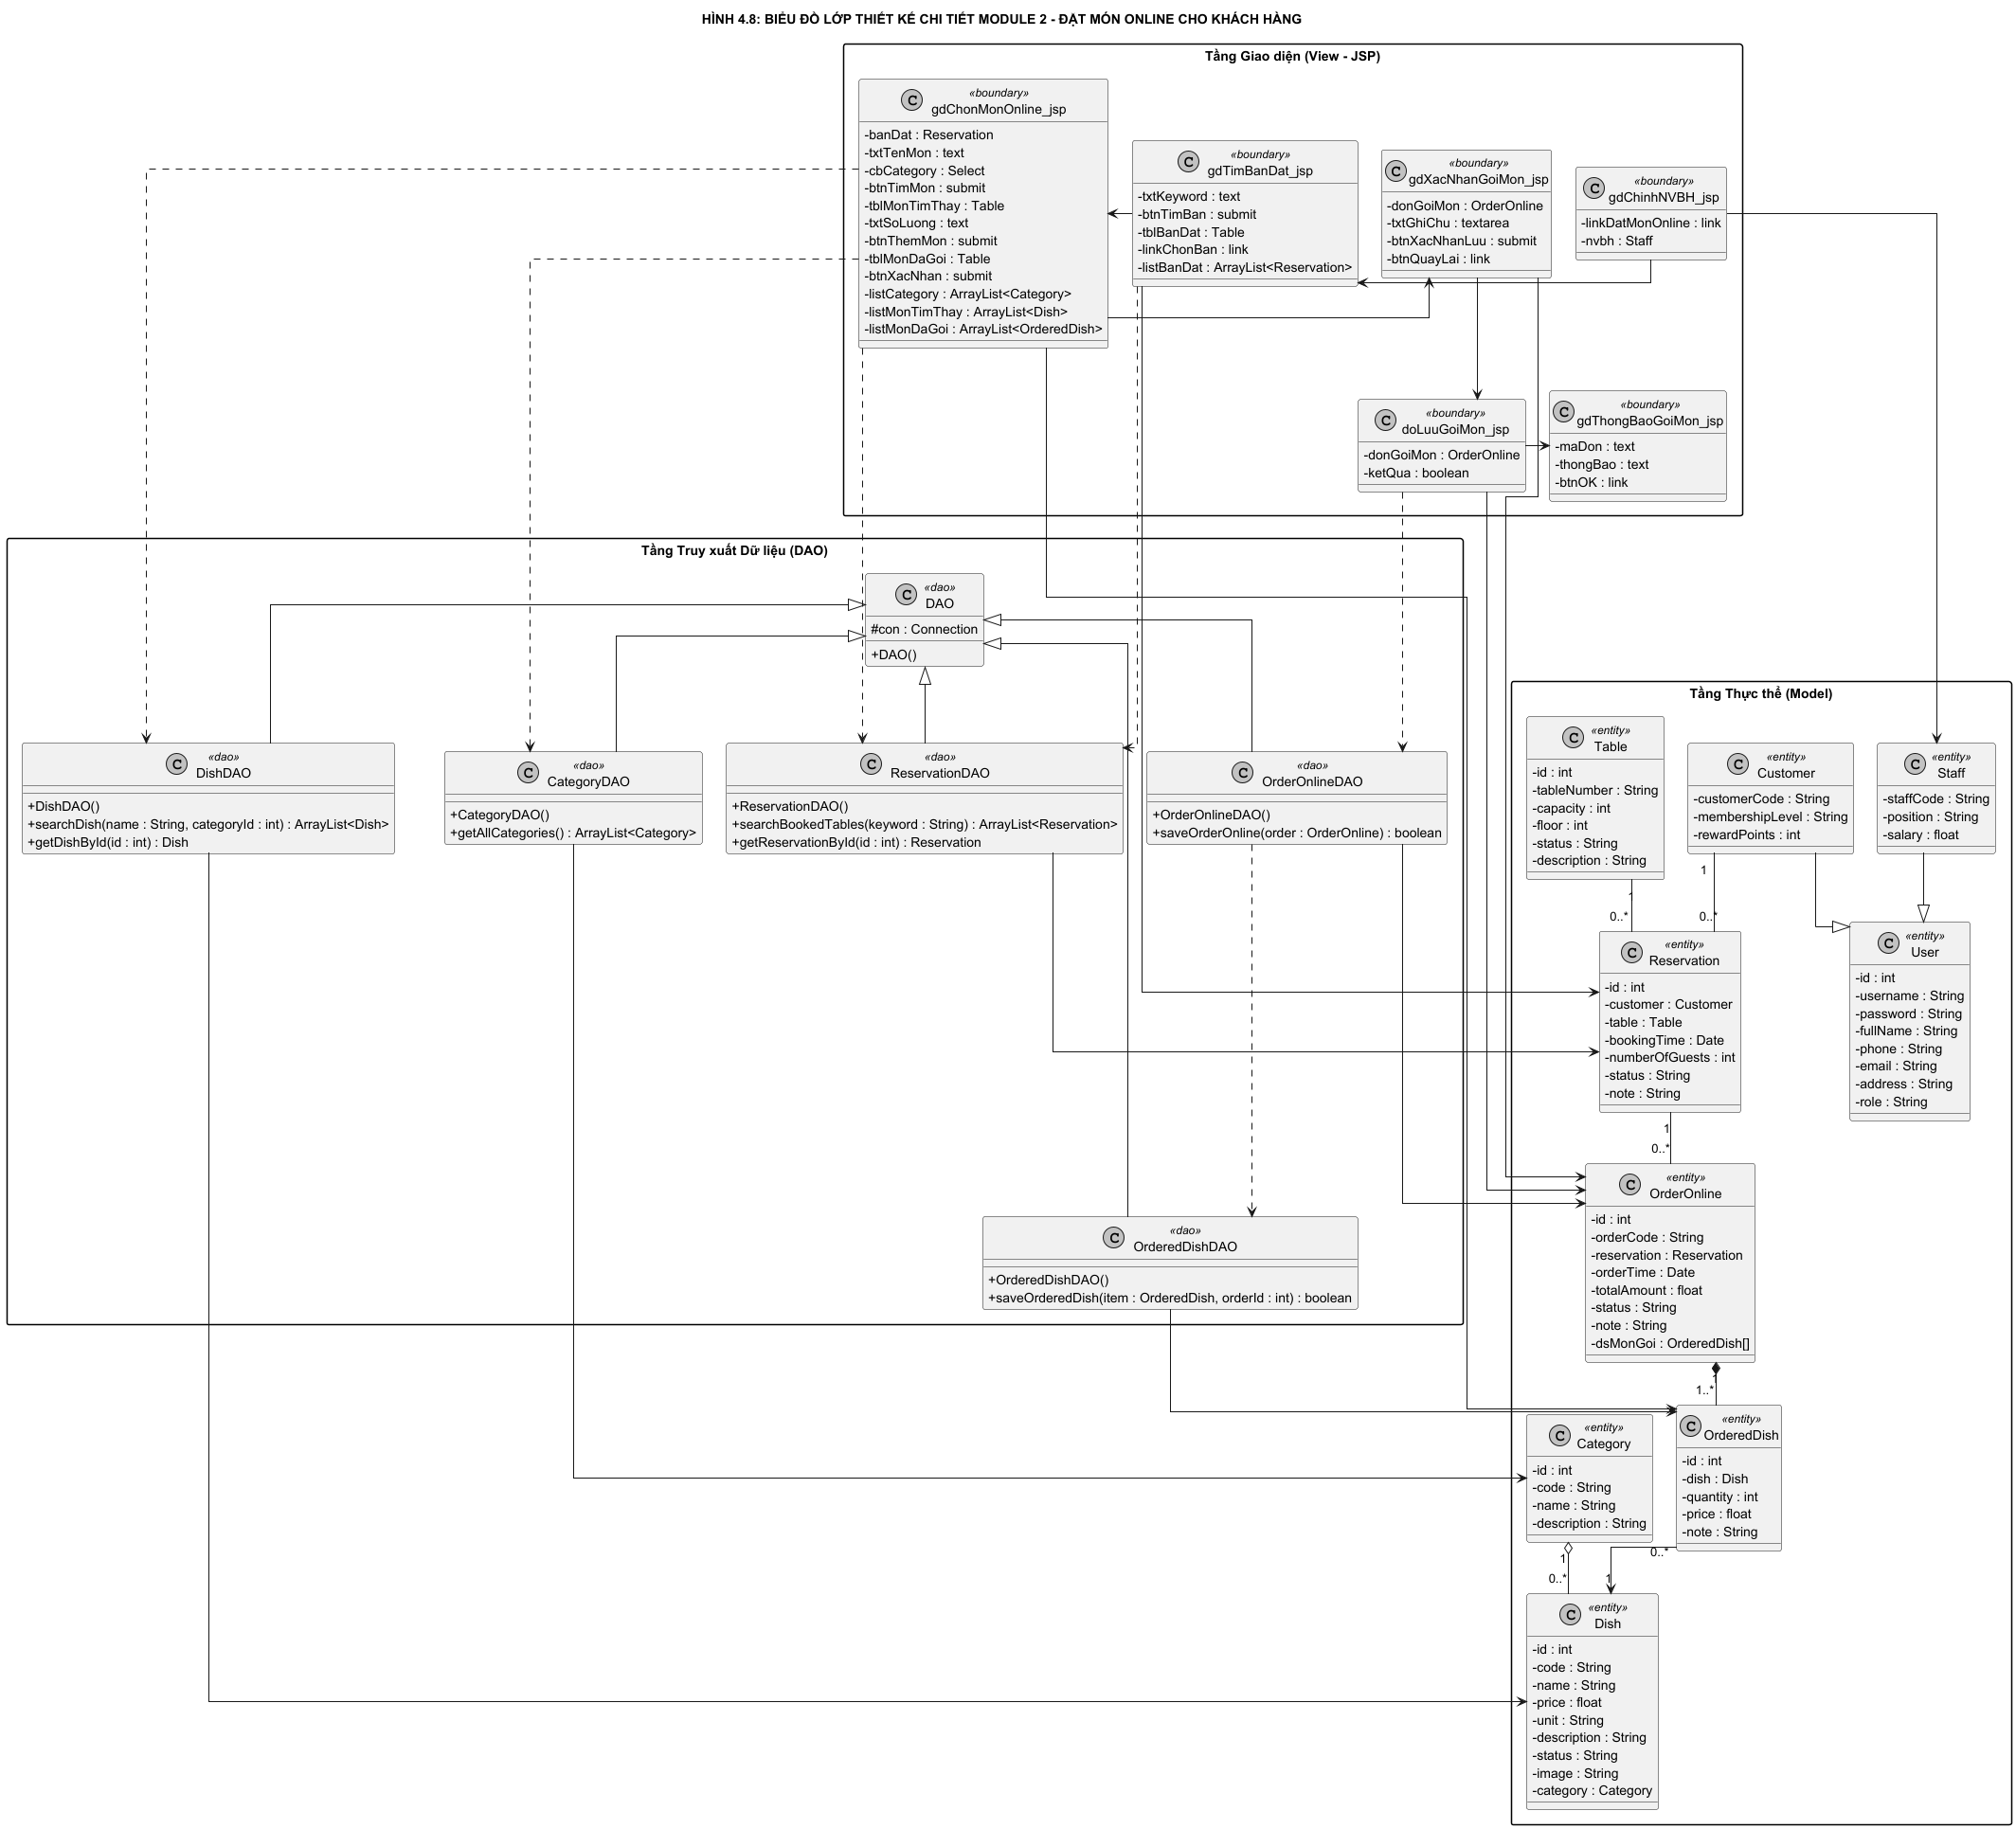 HÌNH 4.8: BIỂU ĐỒ LỚP THIẾT KẾ CHI TIẾT MODULE 2 - ĐẶT MÓN ONLINE CHO KHÁCH HÀNG
Tầng Giao diện (View - JSP)
C «boundary»
gdChonMonOnline_jsp
-banDat : Reservation
-txtTenMon : text
-cbCategory : Select
-btnTimMon : submit
-tblMonTimThay : Table
-txtSoLuong : text
-btnThemMon : submit
-tblMonDaGoi : Table
-btnXacNhan : submit
-listCategory : ArrayList<Category>
-listMonTimThay : ArrayList<Dish>
-listMonDaGoi : ArrayList<OrderedDish>
C «boundary»
gdTimBanDat_jsp
-txtKeyword : text
-btnTimBan : submit
-tblBanDat : Table
-linkChonBan : link
-listBanDat : ArrayList<Reservation>
C «boundary»
gdXacNhanGoiMon_jsp
-donGoiMon : OrderOnline
-txtGhiChu : textarea
-btnXacNhanLuu : submit
-btnQuayLai : link
C «boundary»
gdChinhNVBH_jsp
-linkDatMonOnline : link
-nvbh : Staff
C «boundary»
doLuuGoiMon_jsp
-donGoiMon : OrderOnline
-ketQua : boolean
C «boundary»
gdThongBaoGoiMon_jsp
-maDon : text
-thongBao : text
-btnOK : link
Tầng Truy xuất Dữ liệu (DAO)
C «dao»
DAO
#con : Connection
+DAO()
C «dao»
DishDAO
+DishDAO()
+searchDish(name : String, categoryId : int) : ArrayList<Dish>
+getDishById(id : int) : Dish
C «dao»
CategoryDAO
+CategoryDAO()
+getAllCategories() : ArrayList<Category>
C «dao»
ReservationDAO
+ReservationDAO()
+searchBookedTables(keyword : String) : ArrayList<Reservation>
+getReservationById(id : int) : Reservation
C «dao»
OrderOnlineDAO
+OrderOnlineDAO()
+saveOrderOnline(order : OrderOnline) : boolean
C «dao»
OrderedDishDAO
+OrderedDishDAO()
+saveOrderedDish(item : OrderedDish, orderId : int) : boolean
Tầng Thực thể (Model)
C «entity»
Table
-id : int
-tableNumber : String
-capacity : int
-floor : int
-status : String
-description : String
C «entity»
Customer
-customerCode : String
-membershipLevel : String
-rewardPoints : int
C «entity»
Staff
-staffCode : String
-position : String
-salary : float
1
0..*
1
0..*
C «entity»
Reservation
-id : int
-customer : Customer
-table : Table
-bookingTime : Date
-numberOfGuests : int
-status : String
-note : String
C «entity»
User
-id : int
-username : String
-password : String
-fullName : String
-phone : String
-email : String
-address : String
-role : String
1
0..*
C «entity»
OrderOnline
-id : int
-orderCode : String
-reservation : Reservation
-orderTime : Date
-totalAmount : float
-status : String
-note : String
-dsMonGoi : OrderedDish[]
1
1..*
C «entity»
Category
-id : int
-code : String
-name : String
-description : String
C «entity»
OrderedDish
-id : int
-dish : Dish
-quantity : int
-price : float
-note : String
1
0..*
0..*
1
C «entity»
Dish
-id : int
-code : String
-name : String
-price : float
-unit : String
-description : String
-status : String
-image : String
-category : Category